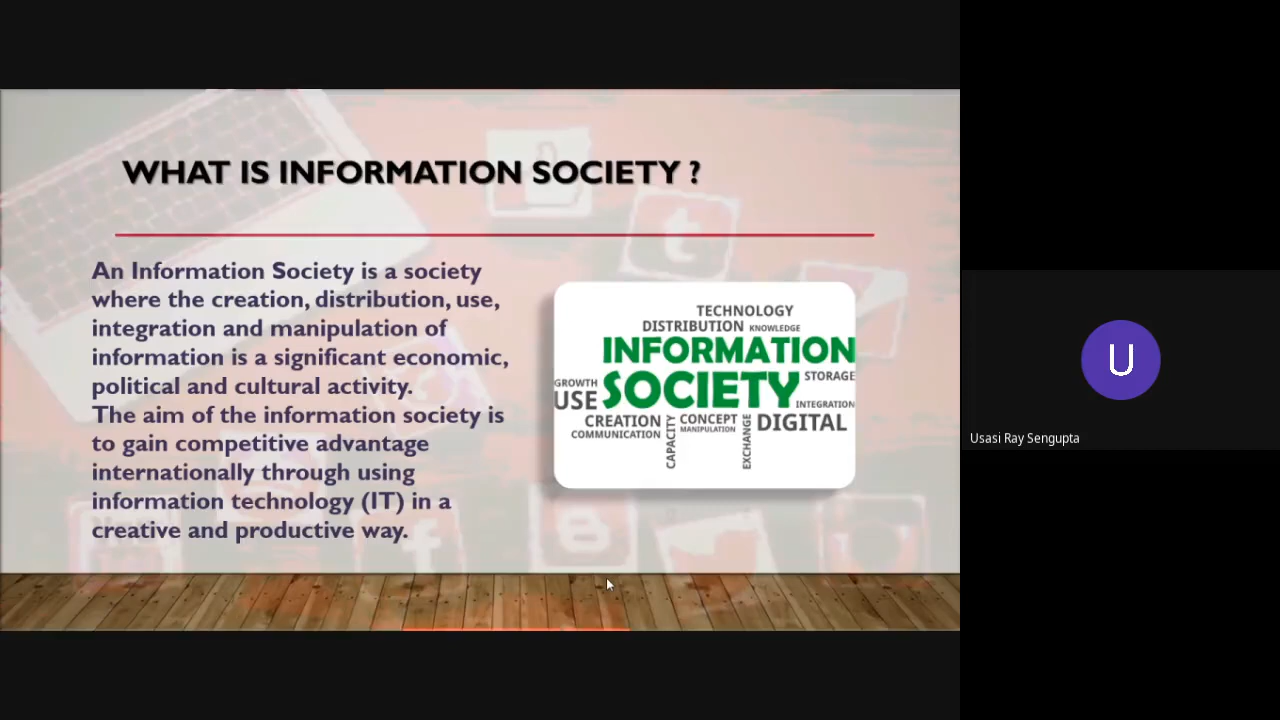 WHAT IS INFORMATION SOCIETY ?
An Information Society is a society
where the creation, distribution, use,
integration and manipulation of
information is a significant economic,
political and cultural activity.
The aim of the information society is
to gain competitive advantage
internationally through using
information technology (IT) in a
creative and productive way.
TECHNOLOGY
DISTRIBUTION KNOWLEDGE
INFORMATION
GROWTH
USE
SOCIETY
STORAGE
INTEGRATION
CREATION
COMMUNICATION
CAPACITY
CONCEPT
MANIPULATION
EXCHANGE
DIGITAL
U
Usasi Ray Sengupta